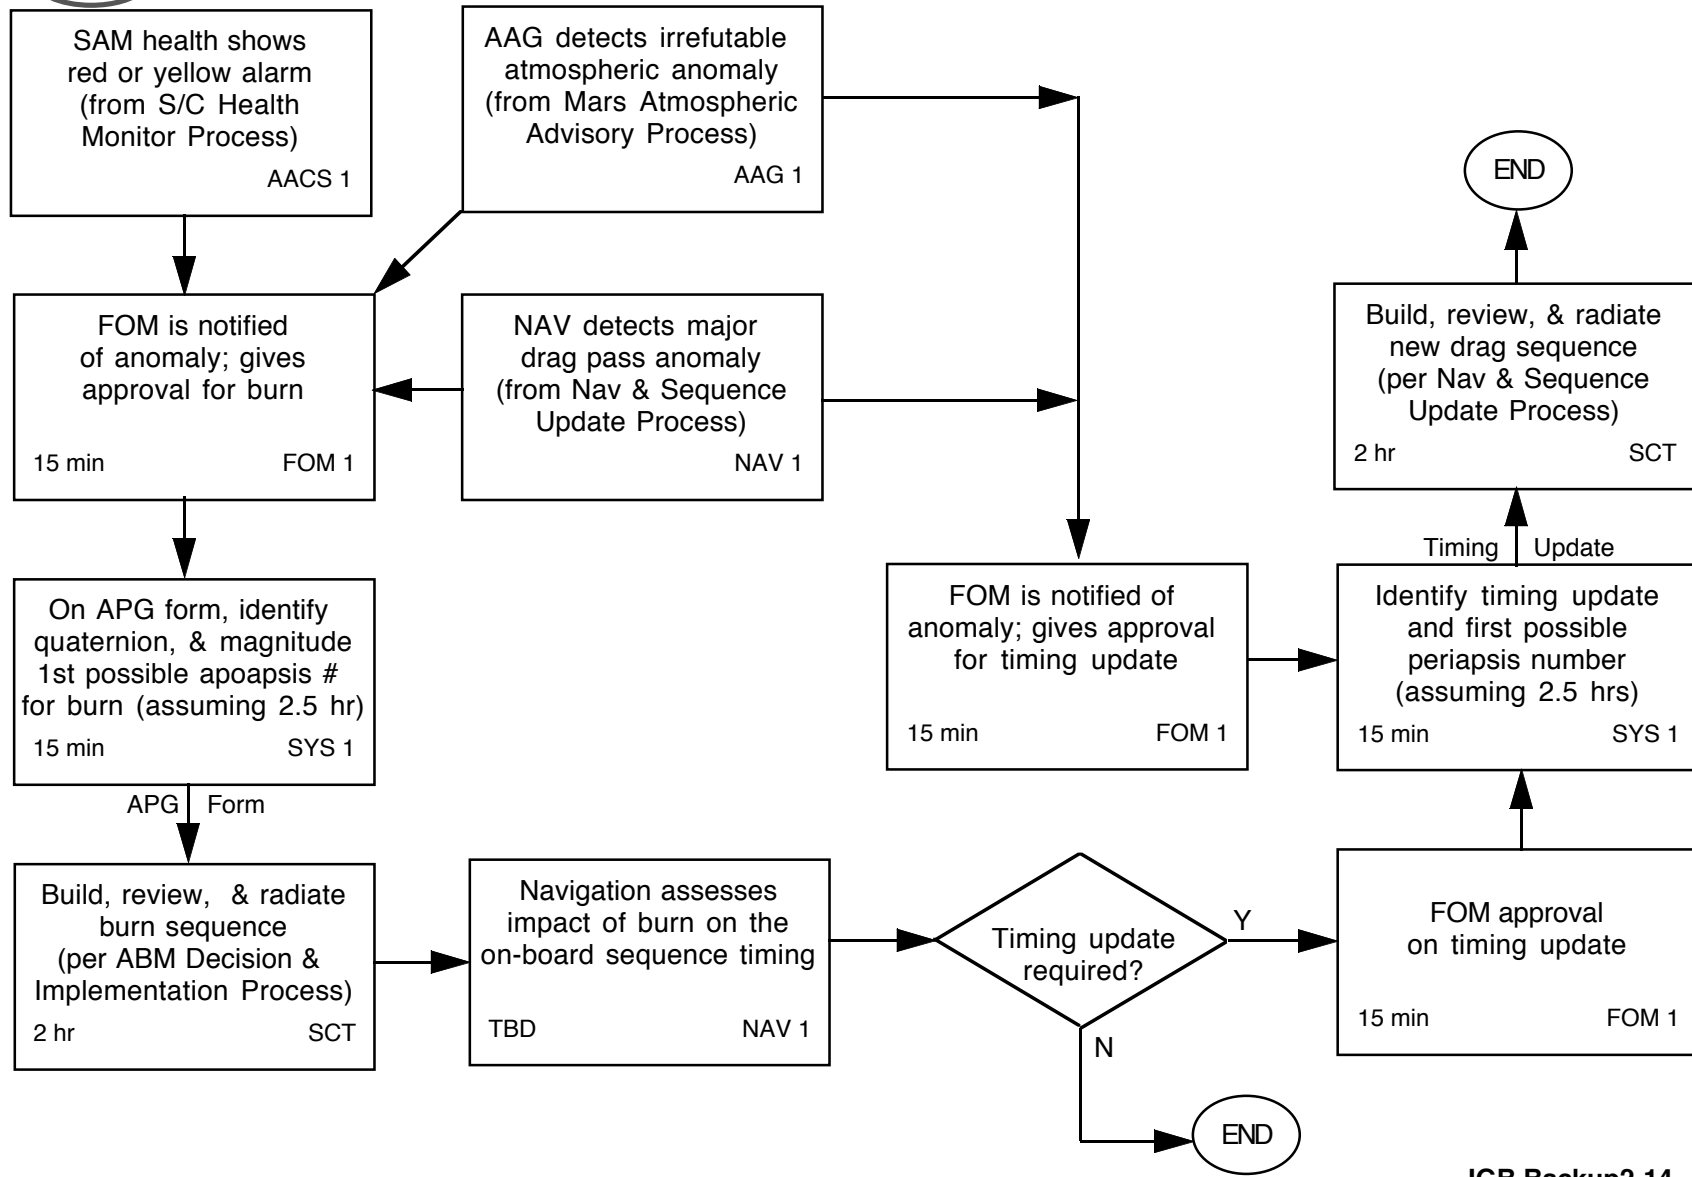 SAM health shows
red or yellow alarm
(from S/C Health
Monitor Process)
AACS 1
AAG detects irrefutable
atmospheric anomaly
(from Mars Atmospheric
Advisory Process)
AAG 1
END
FOM is notified
of anomaly; gives
approval for burn
15 min FOM 1
NAV detects major
drag pass anomaly
(from Nav & Sequence
Update Process)
NAV 1
Build, review, & radiate
new drag sequence
(per Nav & Sequence
Update Process)
2 hr SCT
Timing Update
On APG form, identify
quaternion, & magnitude
1st possible apoapsis #
for burn (assuming 2.5 hr)
15 min SYS 1
FOM is notified of
anomaly; gives approval
for timing update
15 min FOM 1
Identify timing update
and first possible
periapsis number
(assuming 2.5 hrs)
15 min SYS 1
APG Form
Build, review, & radiate
burn sequence
(per ABM Decision &
Implementation Process)
2 hr SCT
Navigation assesses
impact of burn on the
on-board sequence timing
TBD NAV 1
Timing update
required?
Y
N
FOM approval
on timing update
15 min FOM 1
END